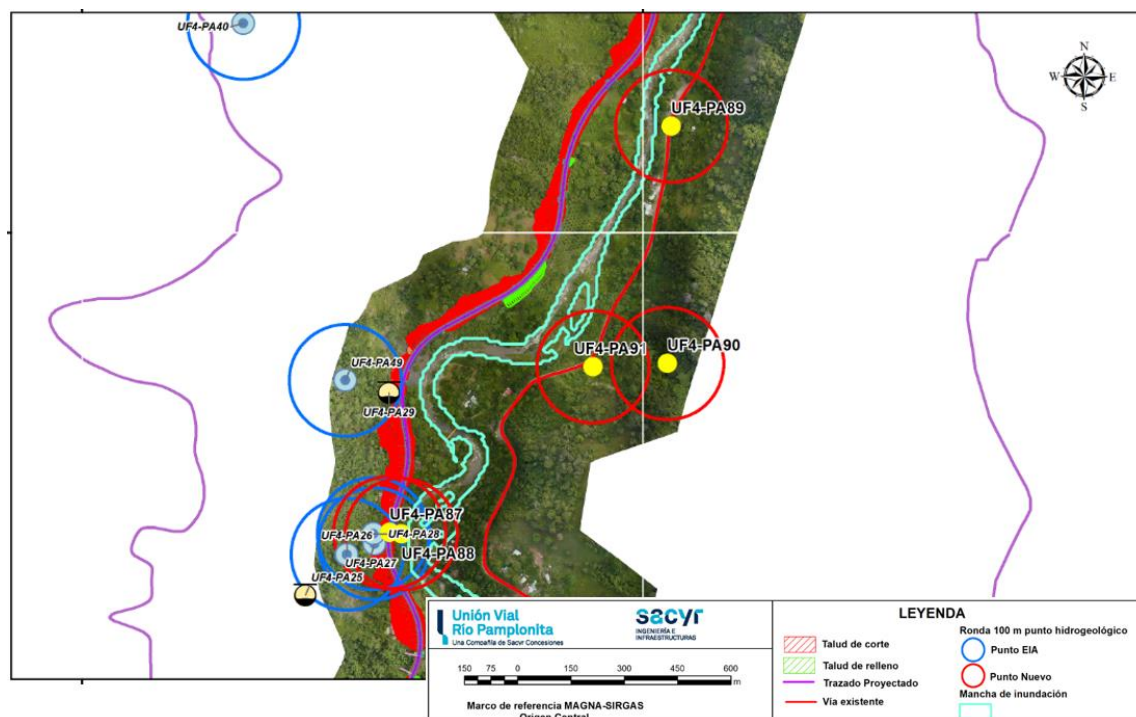 UF4-PA40
N
W E
S
UF4-PA89
UF4-PA49
UF4-PA29
UF4-PA91
UF4-PA90
UF4-PA87
UF4-PA26
UF4-PA28
UF4-PA88
UF4-PA27
UF4-PA25
Unión Vial
Río Pamplonita
Una Compañía de Sacyr Concesiones
sacyr
INGENIERÍA E
INFRAESTRUCTURAS
150 75 0 150 300 450 600
m
Marco de referencia MAGNA-SIRGAS
Origen Central
LEYENDA
Talud de corte
Talud de relleno
Trazado Proyectado
Vía existente
Ronda 100 m punto hidrogeológico
Punto EIA
Punto Nuevo
Mancha de inundación